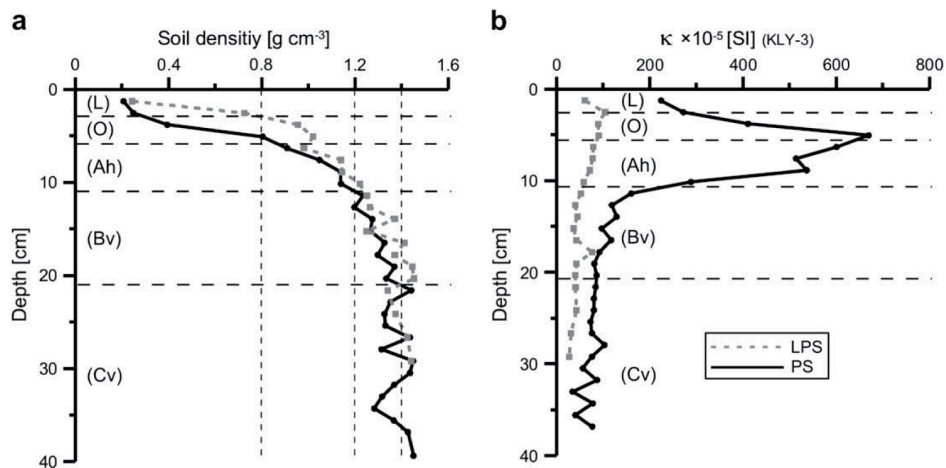 a
Soil densitiy [g cm-3]
0 0.4 0.8 1.2 1.6
0
10
20
30
40
Depth [cm]
(L)
(O)
(Ah)
(Bv)
(Cv)
b
κ ×10-5 [SI] (KLY-3)
0 200 400 600 800
0
10
20
30
40
Depth [cm]
(L)
(O)
(Ah)
(Bv)
(Cv)
LPS
PS